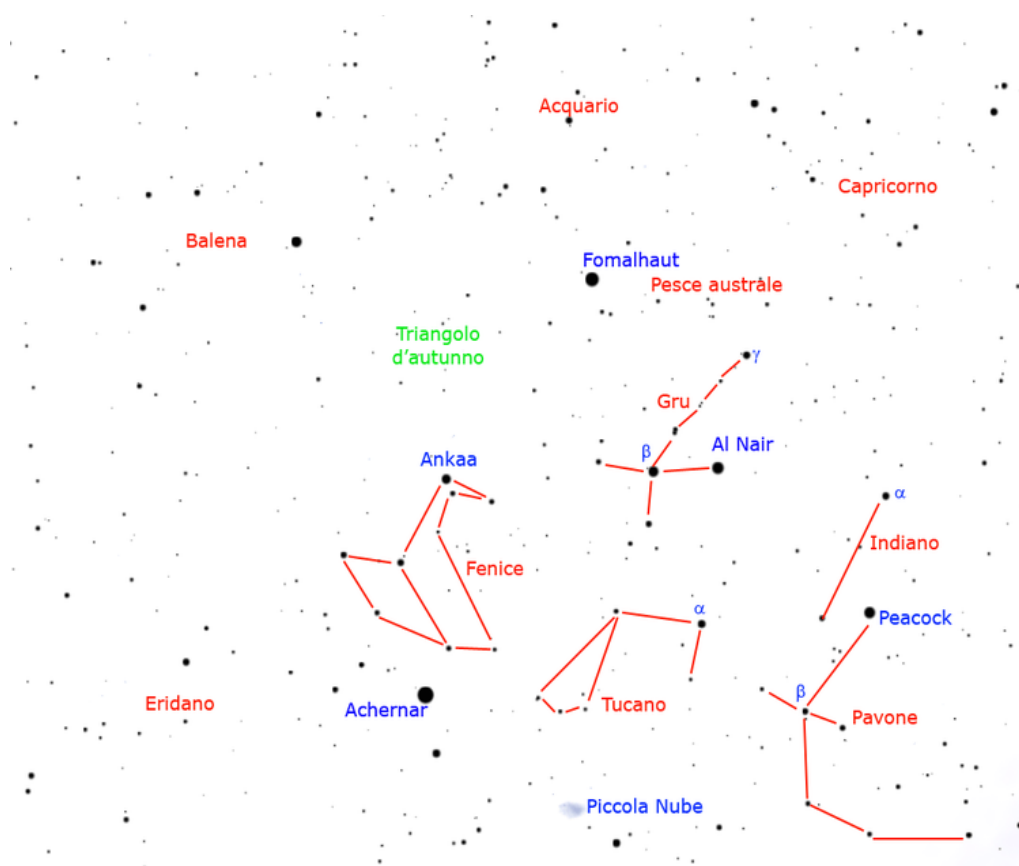 Acquario
Capricorno
Balena
Fomalhaut
Pesce australe
Triangolo
d'autunno
γ
Gru
β
Al Nair
Ankaa
α
Indiano
Fenice
α
Peacock
β
Eridano
Achernar
Tucano
Pavone
Piccola Nube